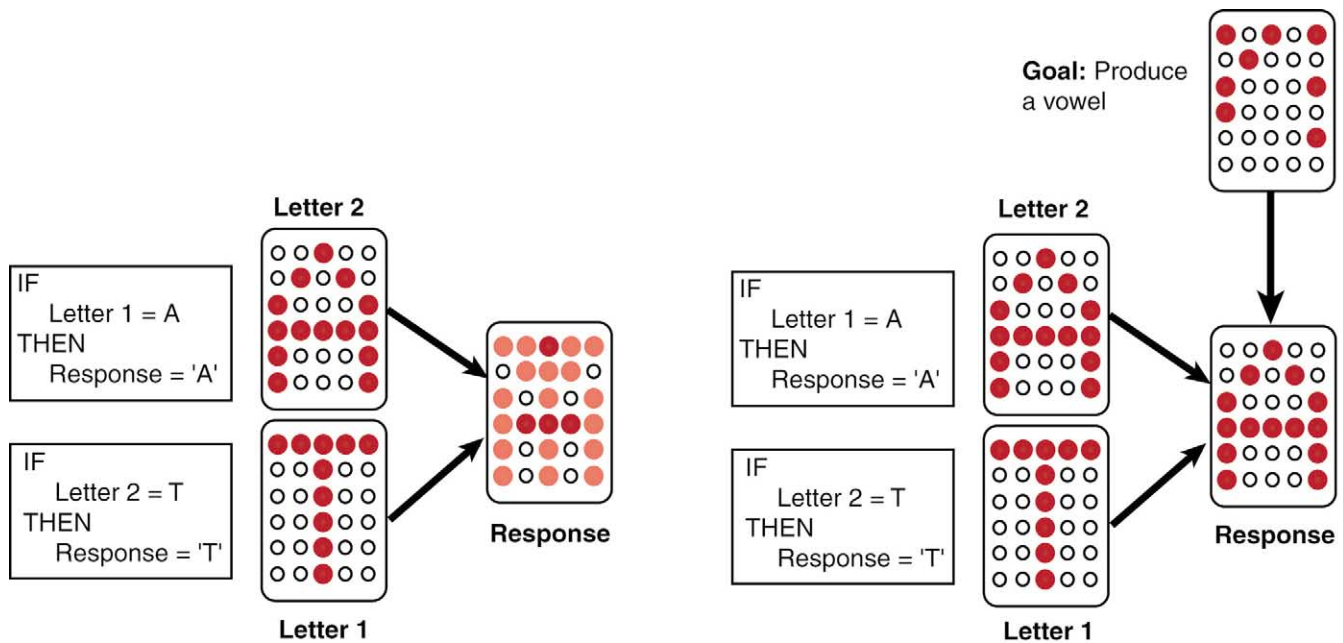 Letter 2
IF
Letter 1 = A
THEN
Response = 'A'
IF
Letter 2 = T
THEN
Response = 'T'
Letter 1
Response
Goal: Produce
a vowel
Letter 2
IF
Letter 1 = A
THEN
Response = 'A'
IF
Letter 2 = T
THEN
Response = 'T'
Letter 1
Response